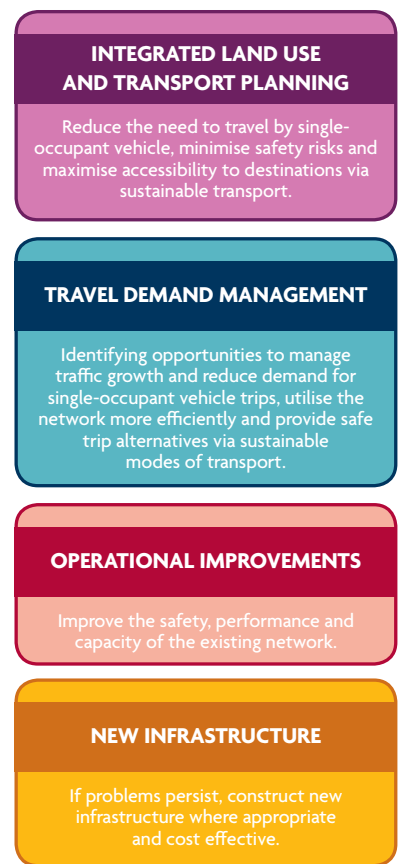 INTEGRATED LAND USE
AND TRANSPORT PLANNING
Reduce the need to travel by single-
occupant vehicle, minimise safety risks and
maximise accessibility to destinations via
sustainable transport.
TRAVEL DEMAND MANAGEMENT
Identifying opportunities to manage
traffic growth and reduce demand for
single-occupant vehicle trips, utilise the
network more efficiently and provide safe
trip alternatives via sustainable
modes of transport.
OPERATIONAL IMPROVEMENTS
Improve the safety, performance and
capacity of the existing network.
NEW INFRASTRUCTURE
If problems persist, construct new
infrastructure where appropriate
and cost effective.